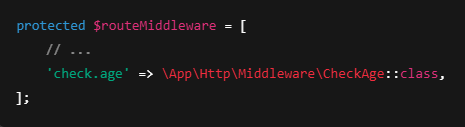 protected $routeMiddleware = [
    // ...
    'check.age' => \App\Http\Middleware\CheckAge::class,
];